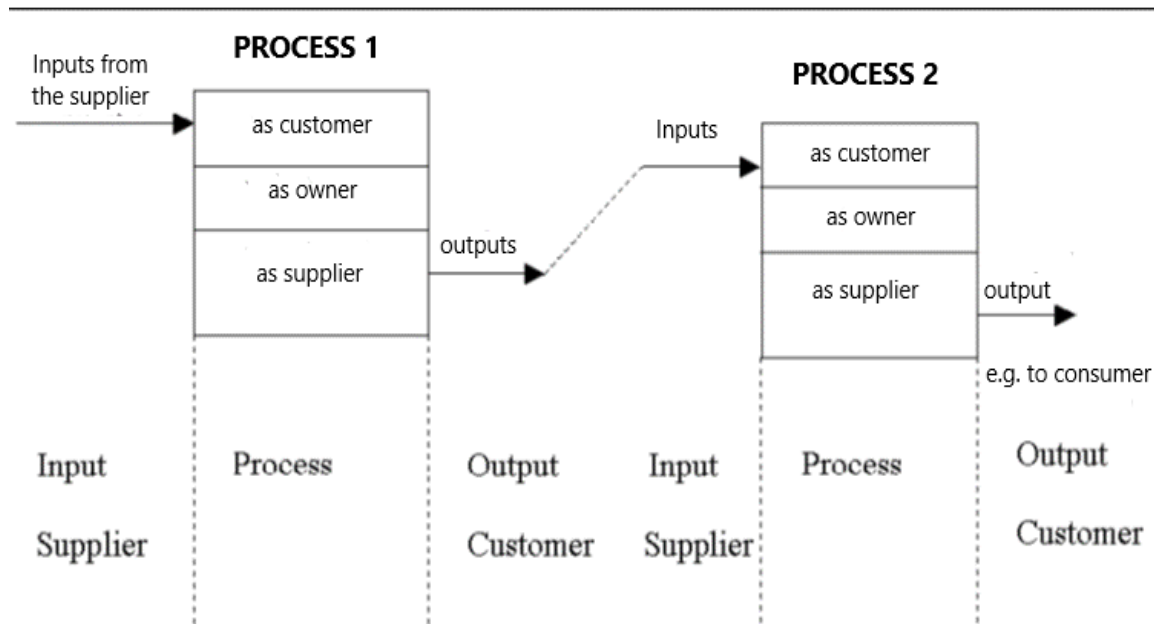 PROCESS 1
Inputs from
the supplier
as customer
as owner
as supplier
outputs
PROCESS 2
Inputs
as customer
as owner
as supplier
output
e.g. to consumer
Input
Process
Output
Input
Process
Output
Supplier
Customer
Supplier
Customer